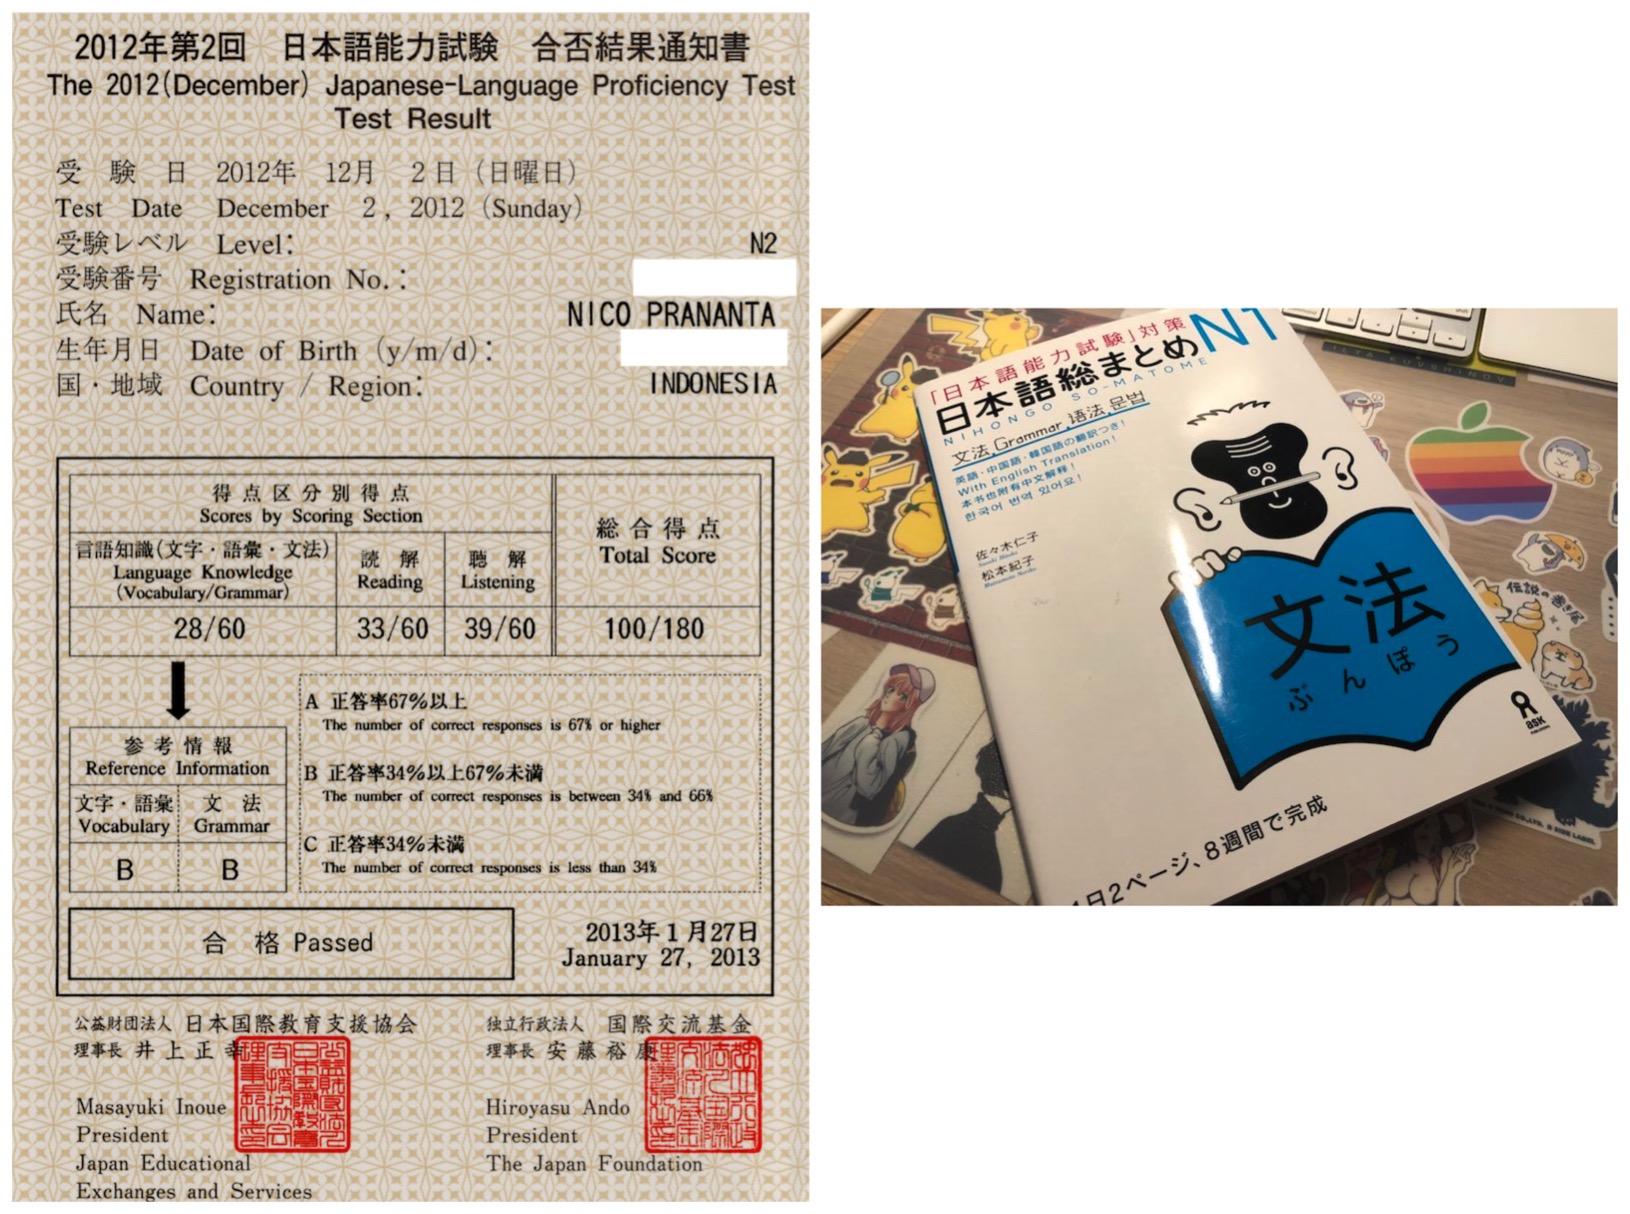 2012年第2回 日本語能力試験 合否結果通知書
The 2012(December) Japanese-Language Proficiency Test
Test Result
受 験 日 2012年 12月 2日(日曜日)
Test Date December 2, 2012 (Sunday)
受験レベル Level: N2
受験番号 Registration No.:
氏名 Name: NICO PRANANTA
生年月日 Date of Birth (y/m/d):
国・地域 Country / Region: INDONESIA
得点区分別得点
Scores by Scoring Section
総合得点
Total Score
言語知識(文字・語彙・文法)
Language Knowledge
(Vocabulary/Grammar)
読 解
Reading
聴 解
Listening
28/60 33/60 39/60 100/180
参考情報
Reference Information
文字・語彙
Vocabulary
文 法
Grammar
B B
A 正答率67%以上
The number of correct responses is 67% or higher
B 正答率34%以上67%未満
The number of correct responses is between 34% and 66%
C 正答率34%未満
The number of correct responses is less than 34%
合 格 Passed
2013年1月27日
January 27, 2013
公益財団法人 日本国際教育支援協会
理事長 井上正幸
Masayuki Inoue
President
Japan Educational
Exchanges and Services
独立行政法人 国際交流基金
理事長 安藤裕康
Hiroyasu Ando
President
The Japan Foundation
「日本語能力試験」対策
日本語総まとめ N1
NIHONGO SO-MATOME
文法,Grammar,语法,문법
英語・中国語・韓国語の翻訳つき!
With English Translation!
本书也附有中文解释!
한국어 번역 있어요!
佐々木仁子
松本紀子
文法
ぶんぽう
ask
1日2ページ、8週間で完成
ILYA KUVSHINOV
伝説の巻き尾